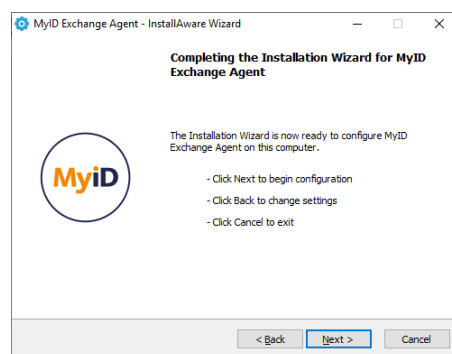 MyID Exchange Agent - InstallAware Wizard
Completing the Installation Wizard for MyID
Exchange Agent
The Installation Wizard is now ready to configure MyID
Exchange Agent on this computer.
MyiD
- Click Next to begin configuration
- Click Back to change settings
- Click Cancel to exit
< Back
Next >
Cancel